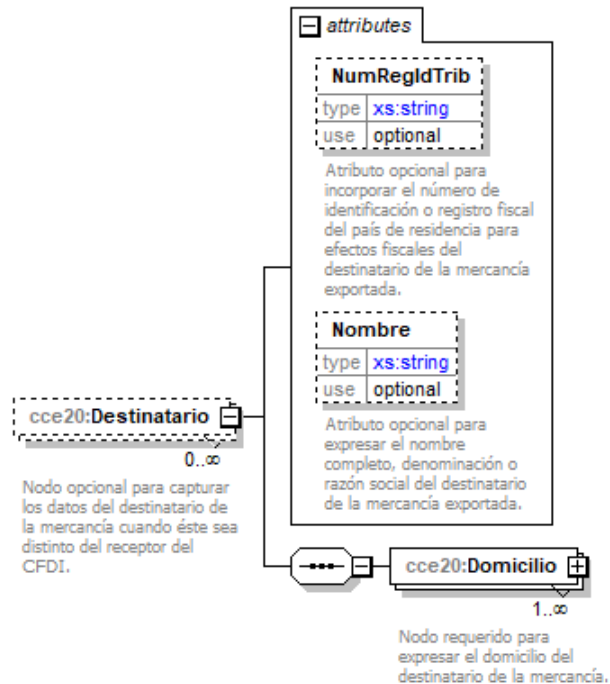 attributes
NumRegIdTrib
type xs:string
use optional
Atributo opcional para
incorporar el número de
identificación o registro fiscal
del país de residencia para
efectos fiscales del
destinatario de la mercancía
exportada.
Nombre
type xs:string
use optional
Atributo opcional para
expresar el nombre
completo, denominación o
razón social del destinatario
de la mercancía exportada.
cce20:Destinatario
0..∞
Nodo opcional para capturar
los datos del destinatario de
la mercancía cuando éste sea
distinto del receptor del
CFDI.
cce20:Domicilio
1..∞
Nodo requerido para
expresar el domicilio del
destinatario de la mercancía.